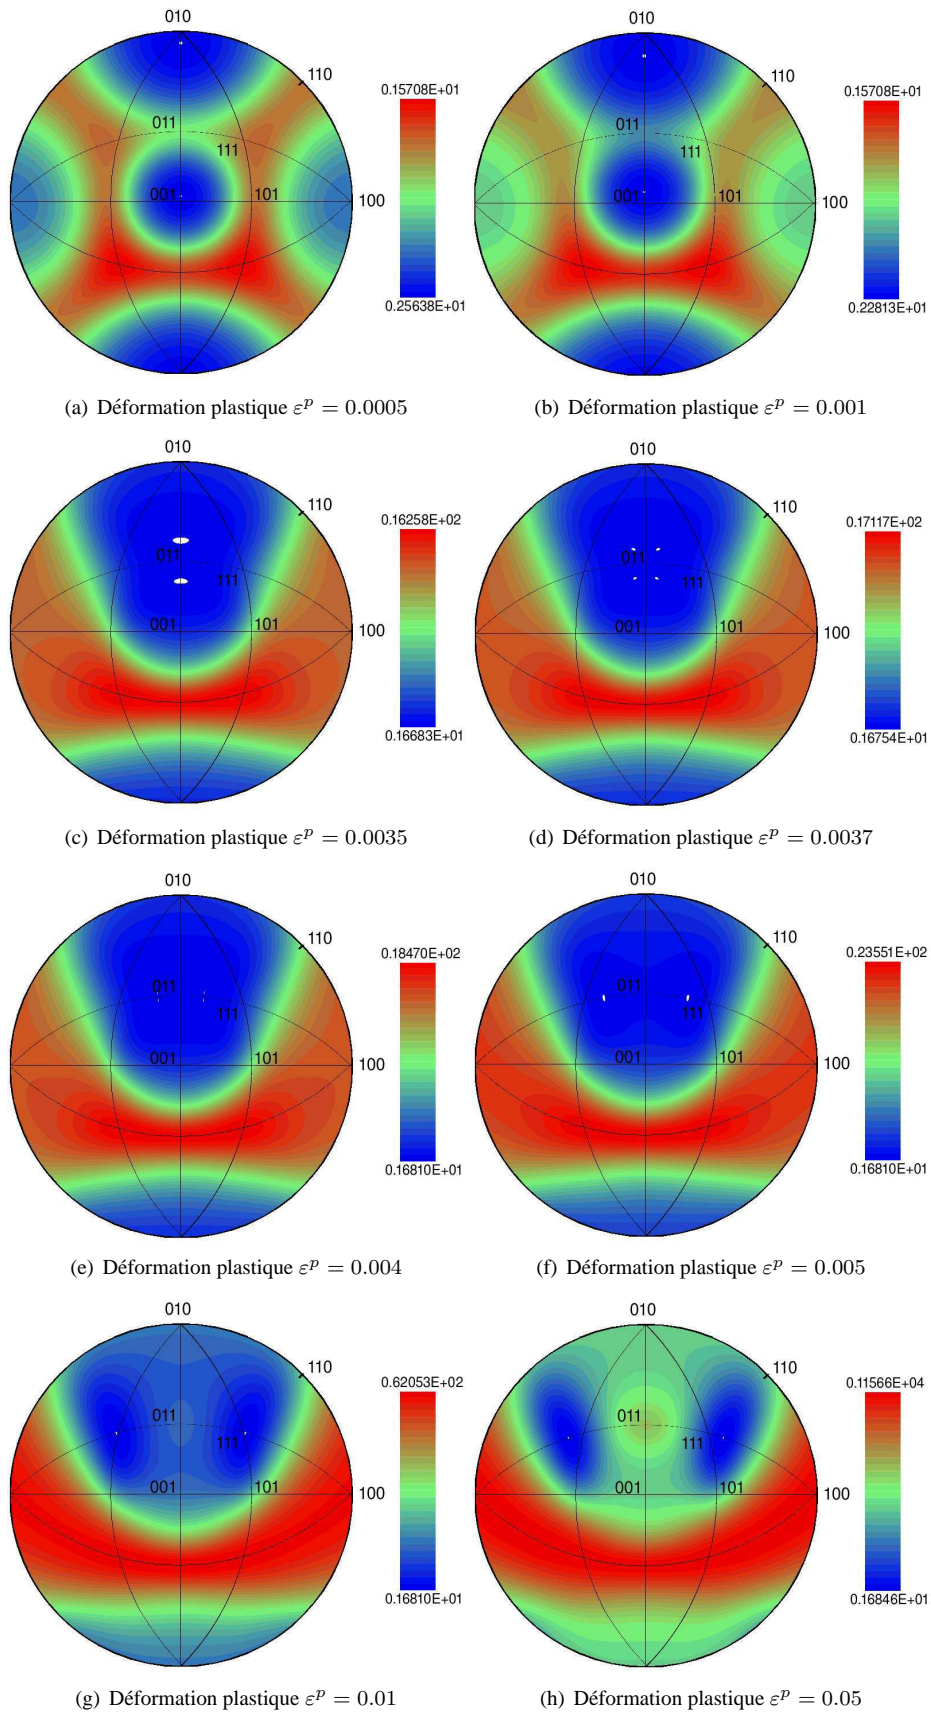 010
110
0.15708E+01
011
111
001
101
100
0.25638E+01
(a) Déformation plastique εᵖ = 0.0005
010
110
0.15708E+01
011
111
001
101
100
0.22813E+01
(b) Déformation plastique εᵖ = 0.001
010
110
0.16258E+02
011
111
001
101
100
0.16683E+01
(c) Déformation plastique εᵖ = 0.0035
010
110
0.17117E+02
011
111
001
101
100
0.16754E+01
(d) Déformation plastique εᵖ = 0.0037
010
110
0.18470E+02
011
111
001
101
100
0.16810E+01
(e) Déformation plastique εᵖ = 0.004
010
110
0.23551E+02
011
111
001
101
100
0.16810E+01
(f) Déformation plastique εᵖ = 0.005
010
110
0.62053E+02
011
111
001
101
100
0.16810E+01
(g) Déformation plastique εᵖ = 0.01
010
110
0.11566E+04
011
111
001
101
100
0.16846E+01
(h) Déformation plastique εᵖ = 0.05